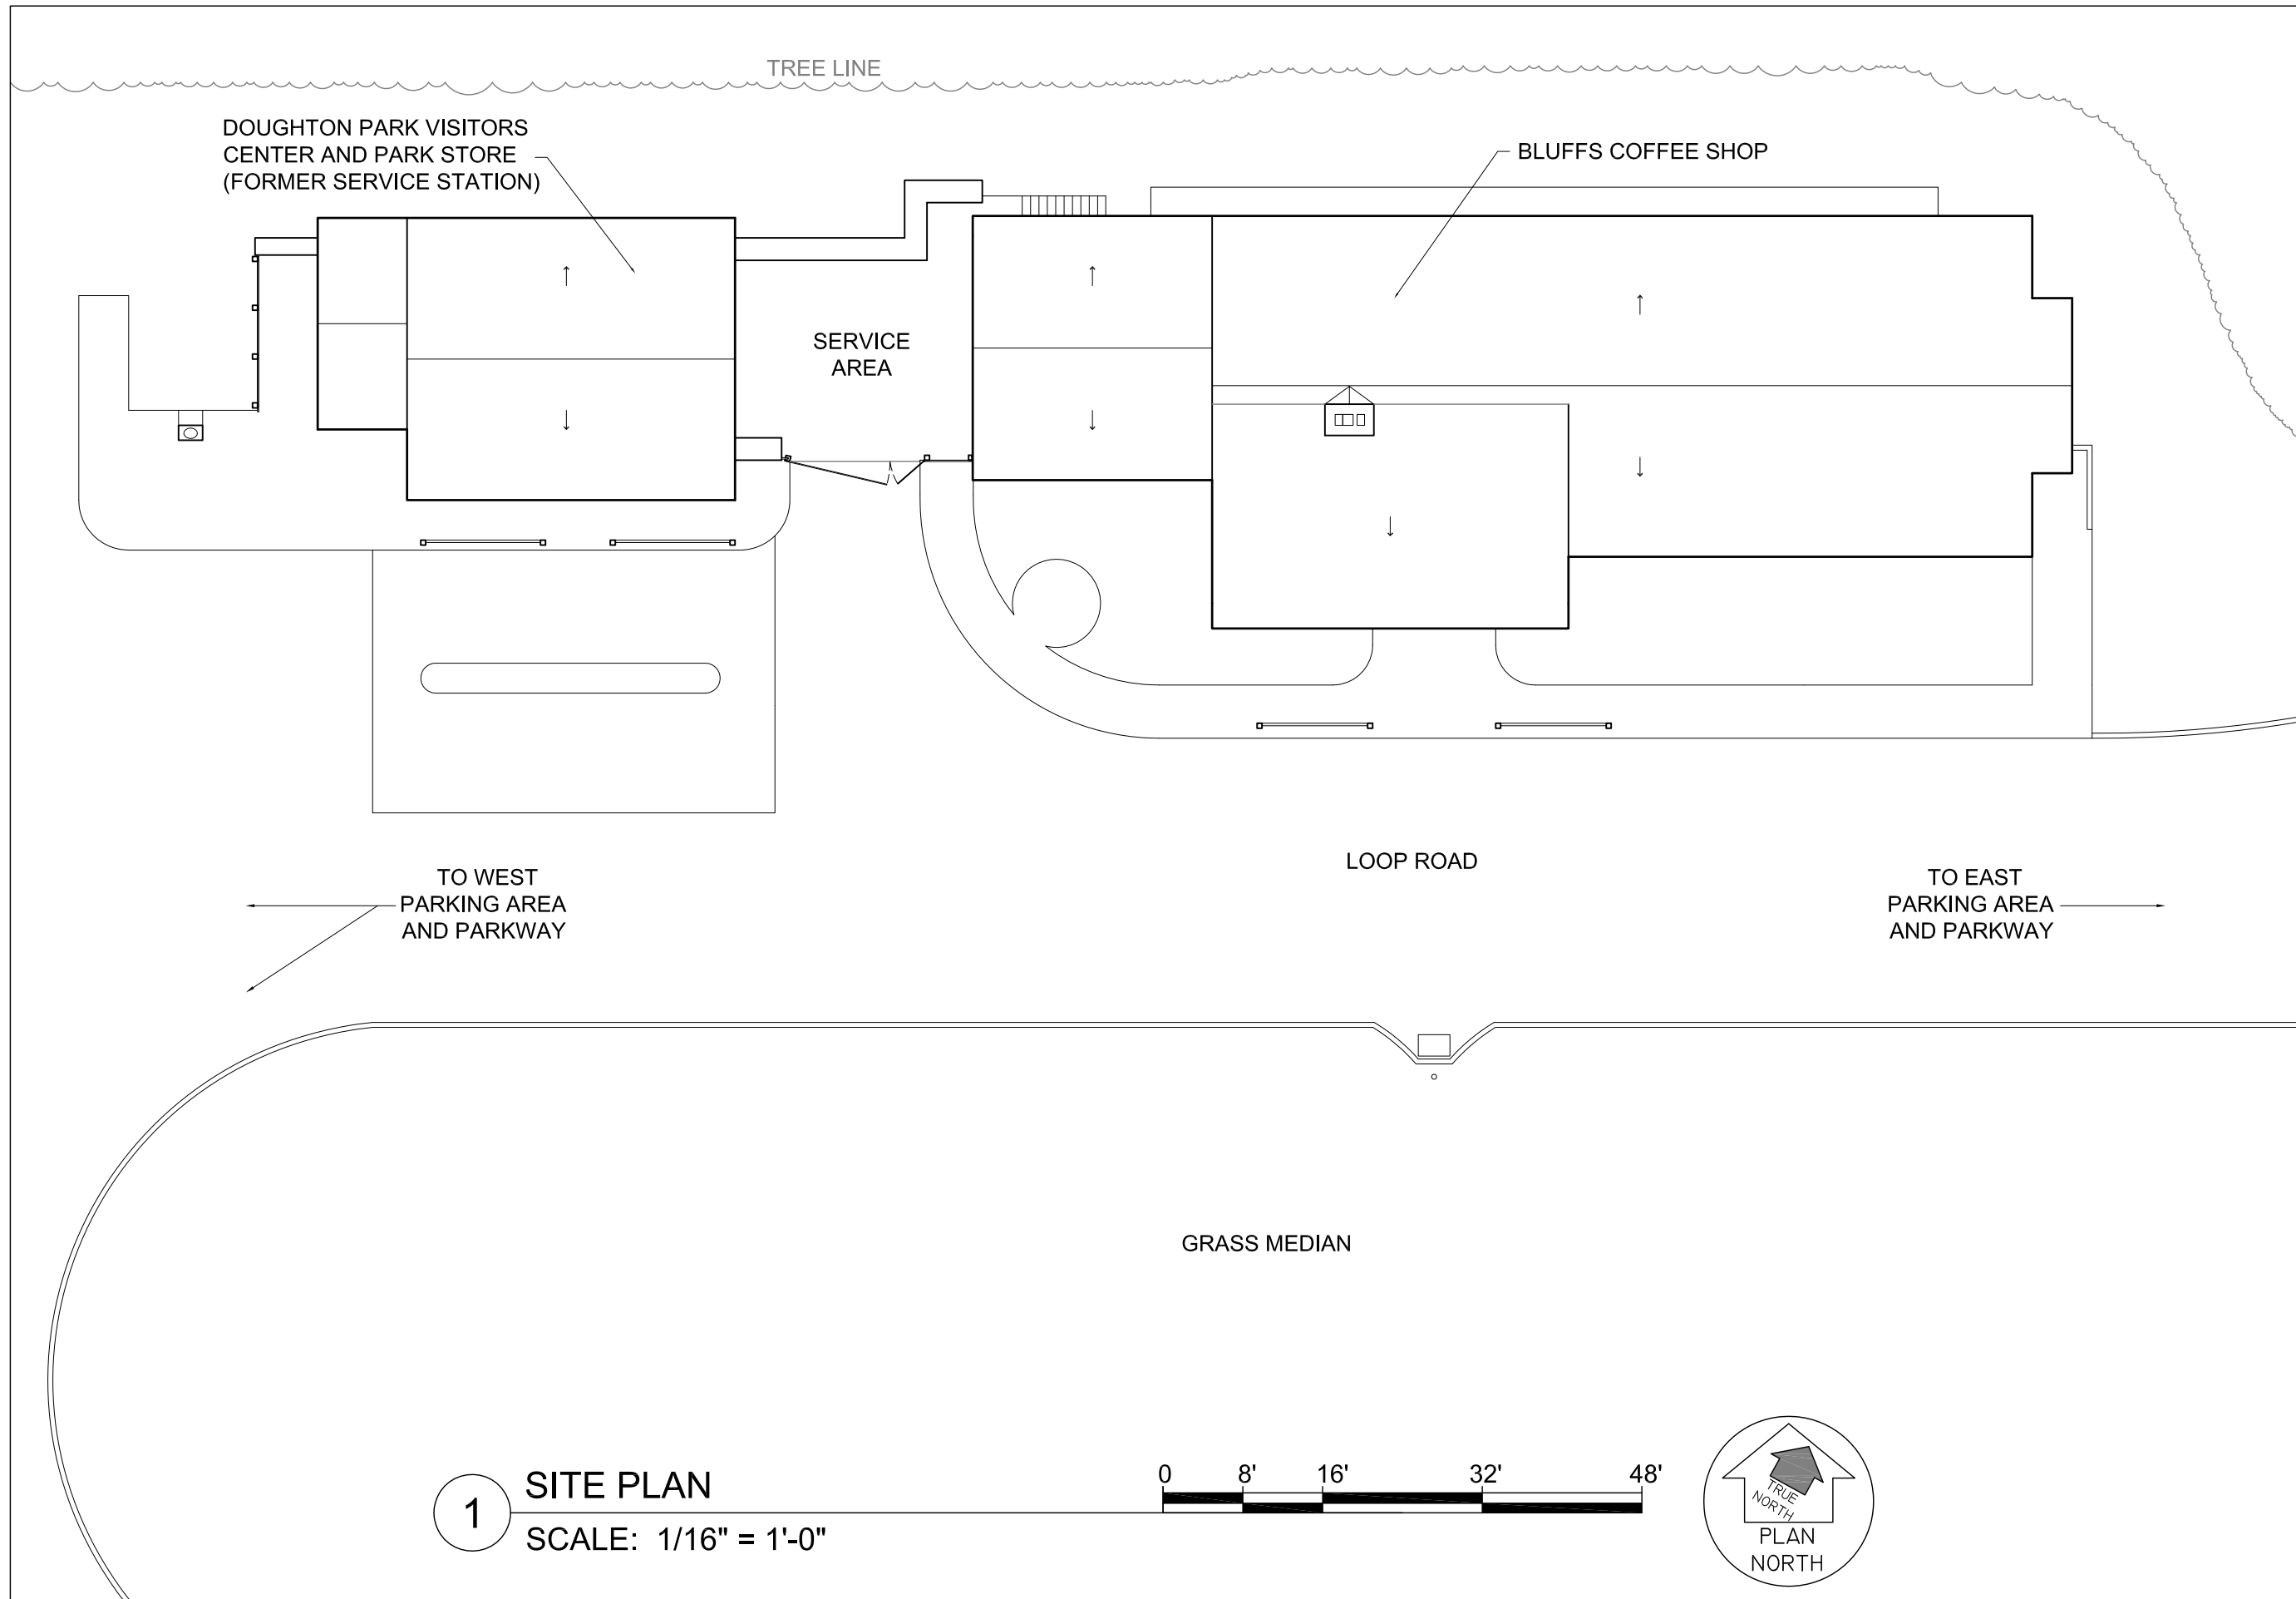 TREE LINE
DOUGHTON PARK VISITORS
CENTER AND PARK STORE
(FORMER SERVICE STATION)
BLUFFS COFFEE SHOP
SERVICE
AREA
LOOP ROAD
TO WEST
PARKING AREA
AND PARKWAY
TO EAST
PARKING AREA
AND PARKWAY
GRASS MEDIAN
1
SITE PLAN
SCALE: 1/16" = 1'-0"
0 8' 16' 32' 48'
TRUE
NORTH
PLAN
NORTH